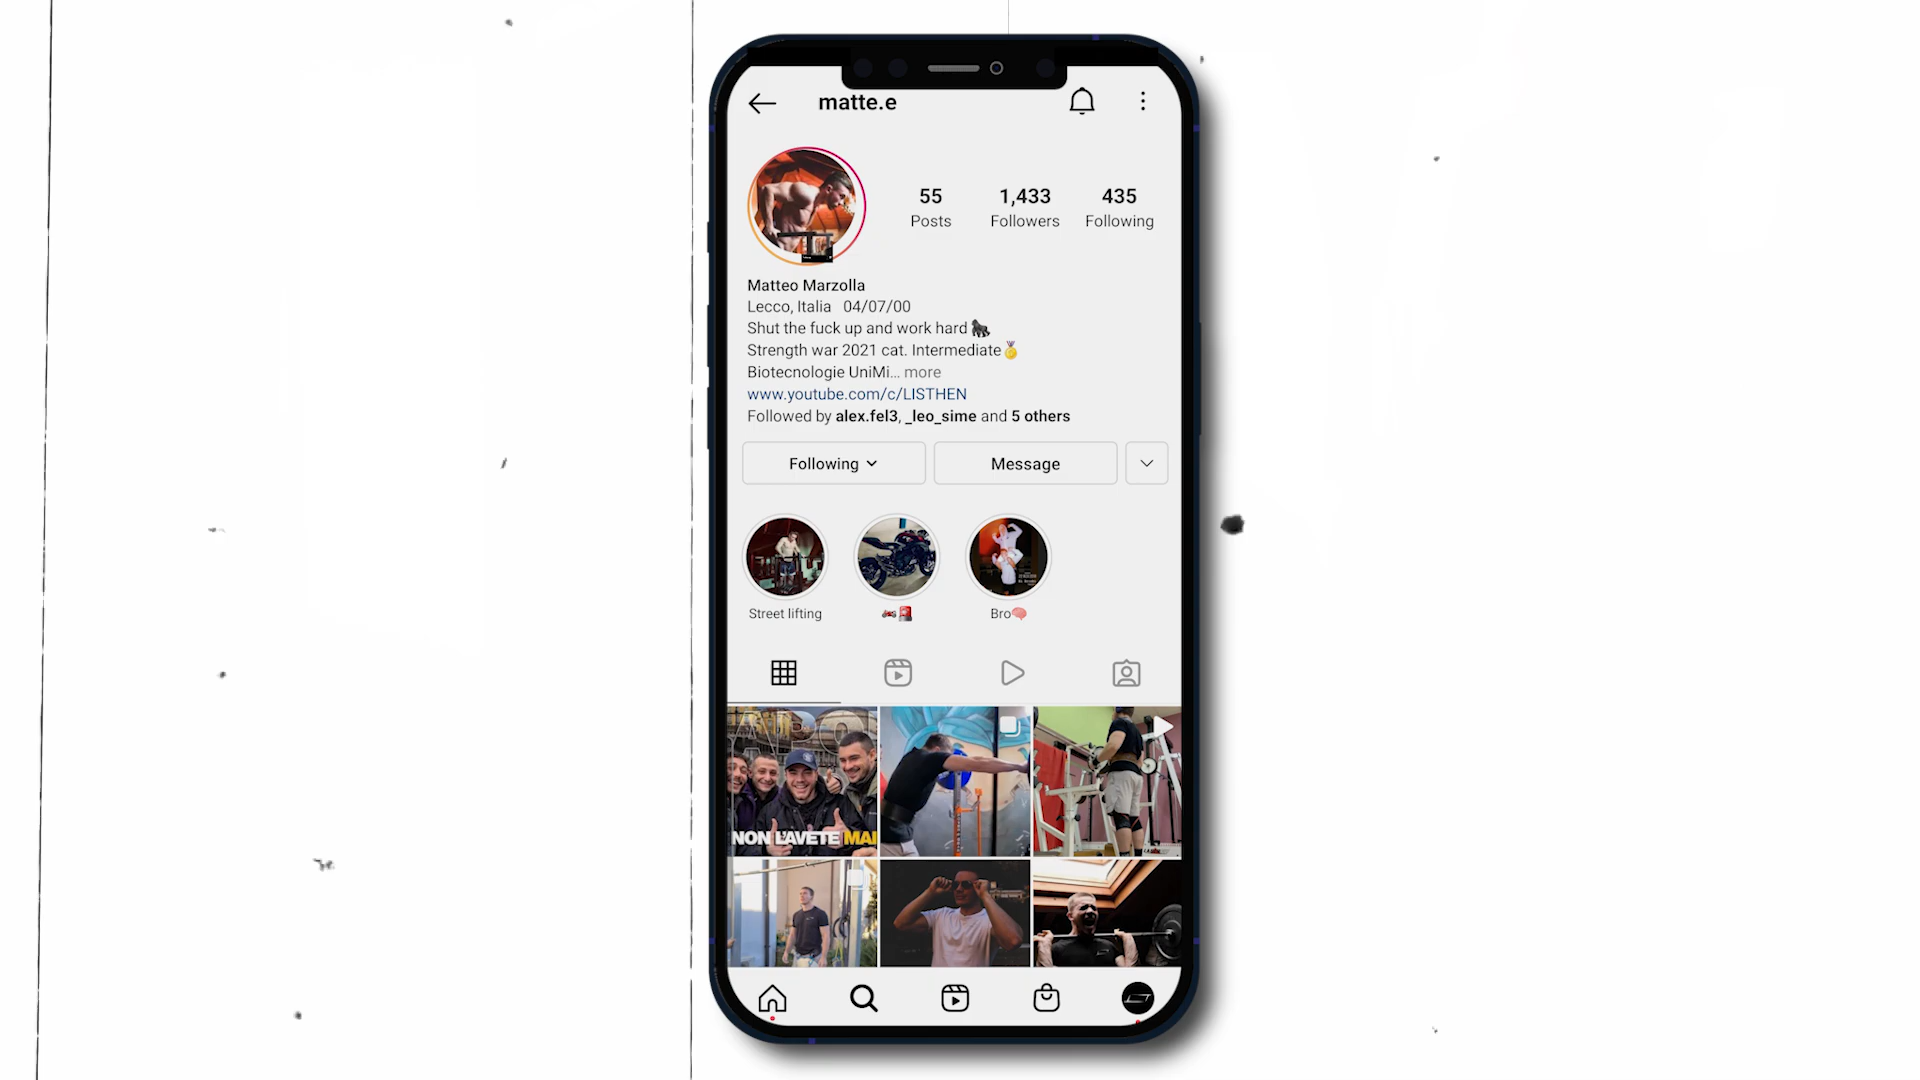 matte.e
55
1,433
435
Posts
Followers
Following
Matteo Marzolla
Lecco, Italia 04/07/00
Shut the fuck up and work hard🦍
Strength war 2021 cat. Intermediate🏅
Biotecnologie UniMi... more
www.youtube.com/c/LISTHEN
Followed by alex.fel3, _leo_sime and 5 others
Following
Message
Street lifting
🏍️⛽
Bro🧠
NON L'AVETE MAI